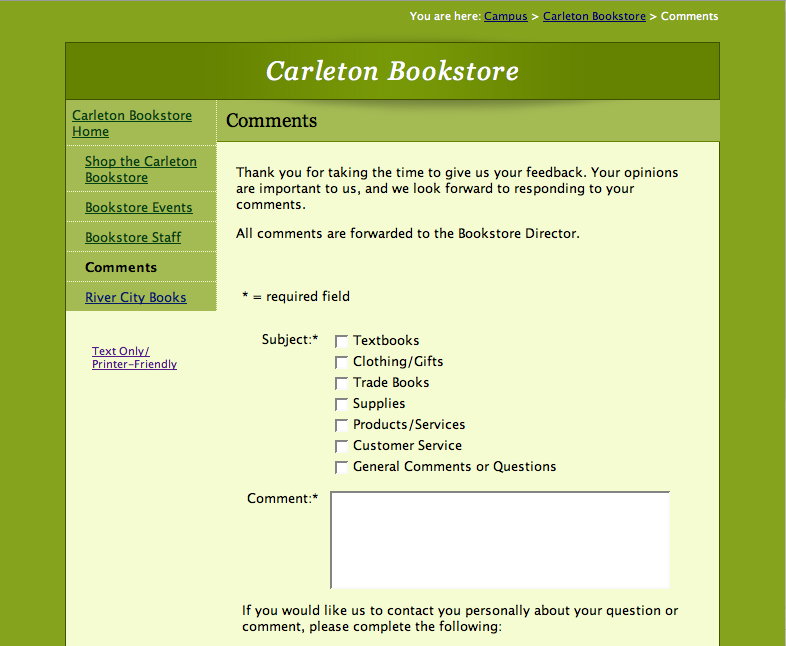 You are here: Campus > Carleton Bookstore > Comments
Carleton Bookstore
Carleton Bookstore
Home
Shop the Carleton
Bookstore
Bookstore Events
Bookstore Staff
Comments
River City Books
Text Only/
Printer-Friendly
Comments
Thank you for taking the time to give us your feedback. Your opinions
are important to us, and we look forward to responding to your
comments.
All comments are forwarded to the Bookstore Director.
* = required field
Subject:*
Textbooks
Clothing/Gifts
Trade Books
Supplies
Products/Services
Customer Service
General Comments or Questions
Comment:*
If you would like us to contact you personally about your question or
comment, please complete the following: